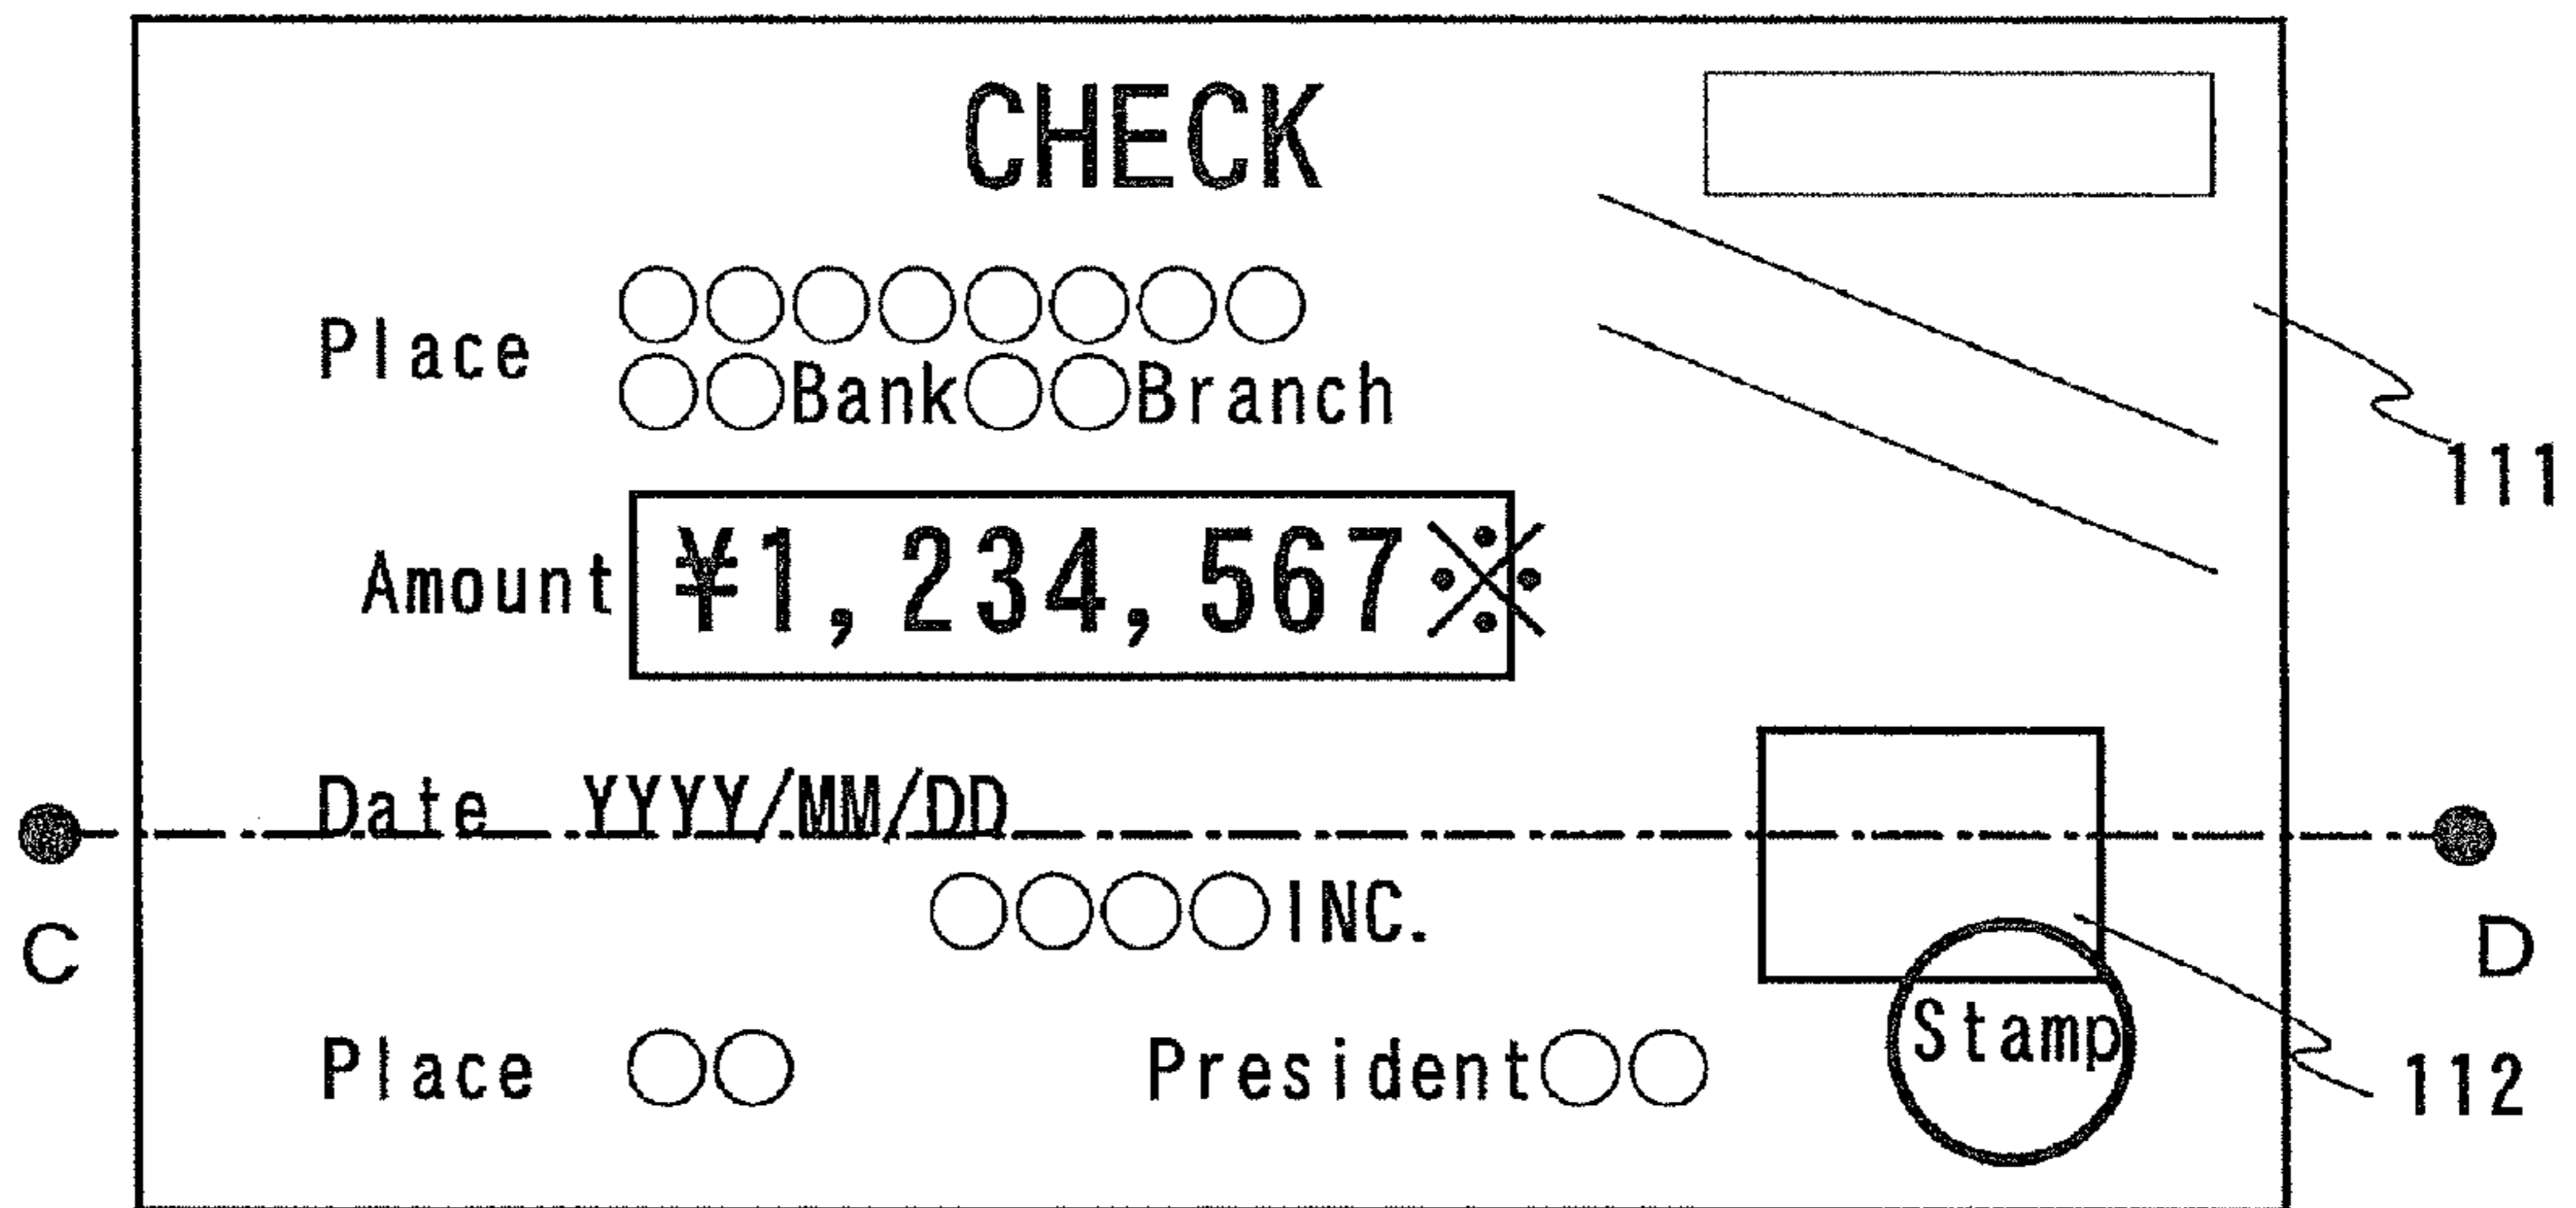 CHECK
Place ○○○○○○○○
○○Bank○○Branch
111
Amount ¥1,234,567※
Date YYYY/MM/DD
C
D
○○○○INC.
Stamp
Place ○○ President○○
112